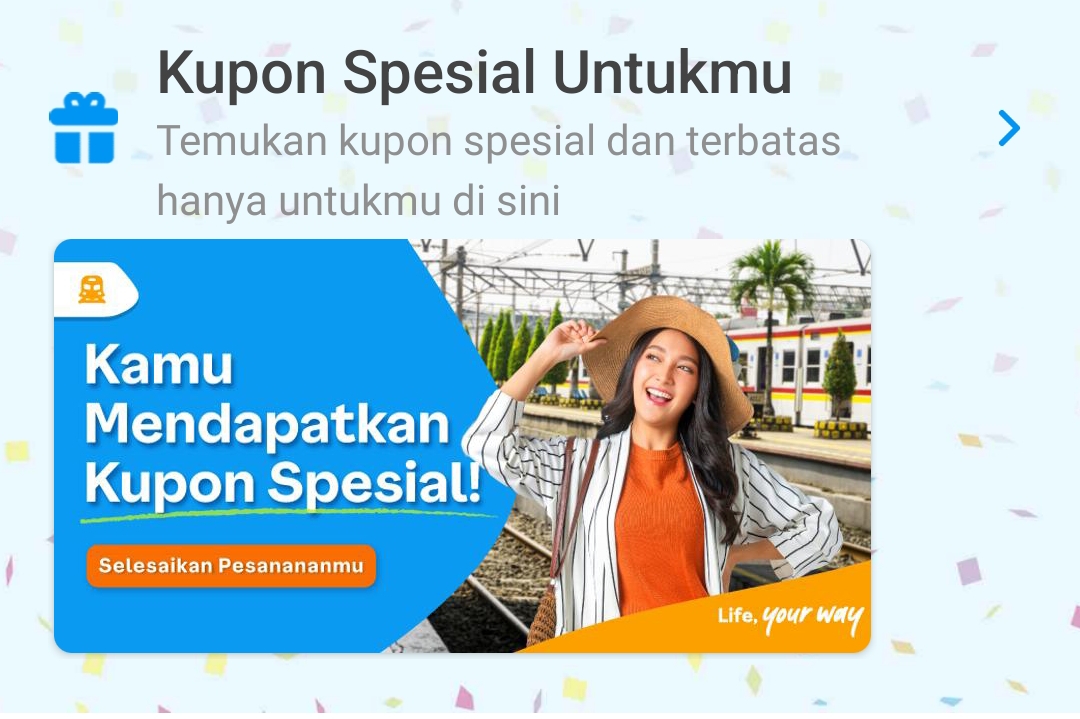 Kupon Spesial Untukmu
Temukan kupon spesial dan terbatas
hanya untukmu di sini
Kamu
Mendapatkan
Kupon Spesial!
Selesaikan Pesanananmu
Life, your way